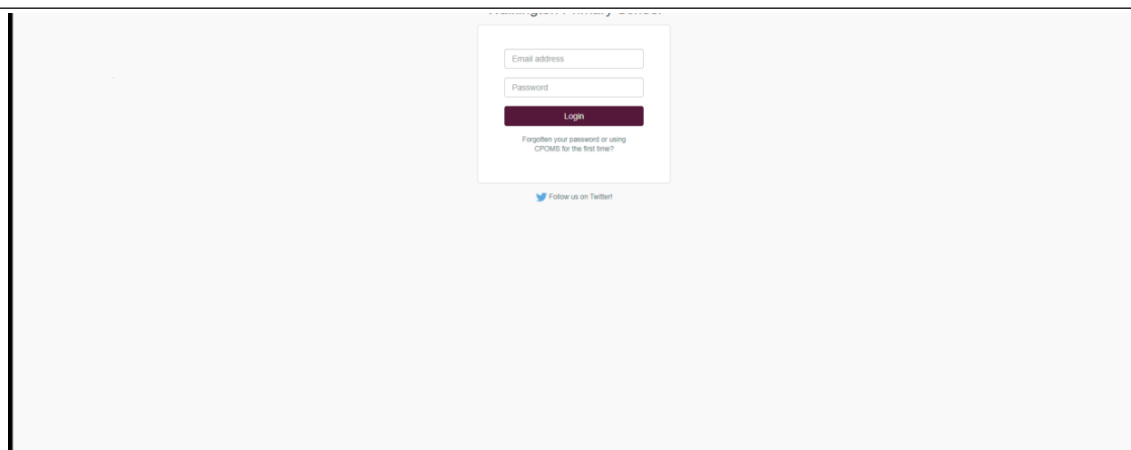 Email address
Password
Login
Forgotten your password or using
CPOMS for the first time?
Follow us on Twitter!